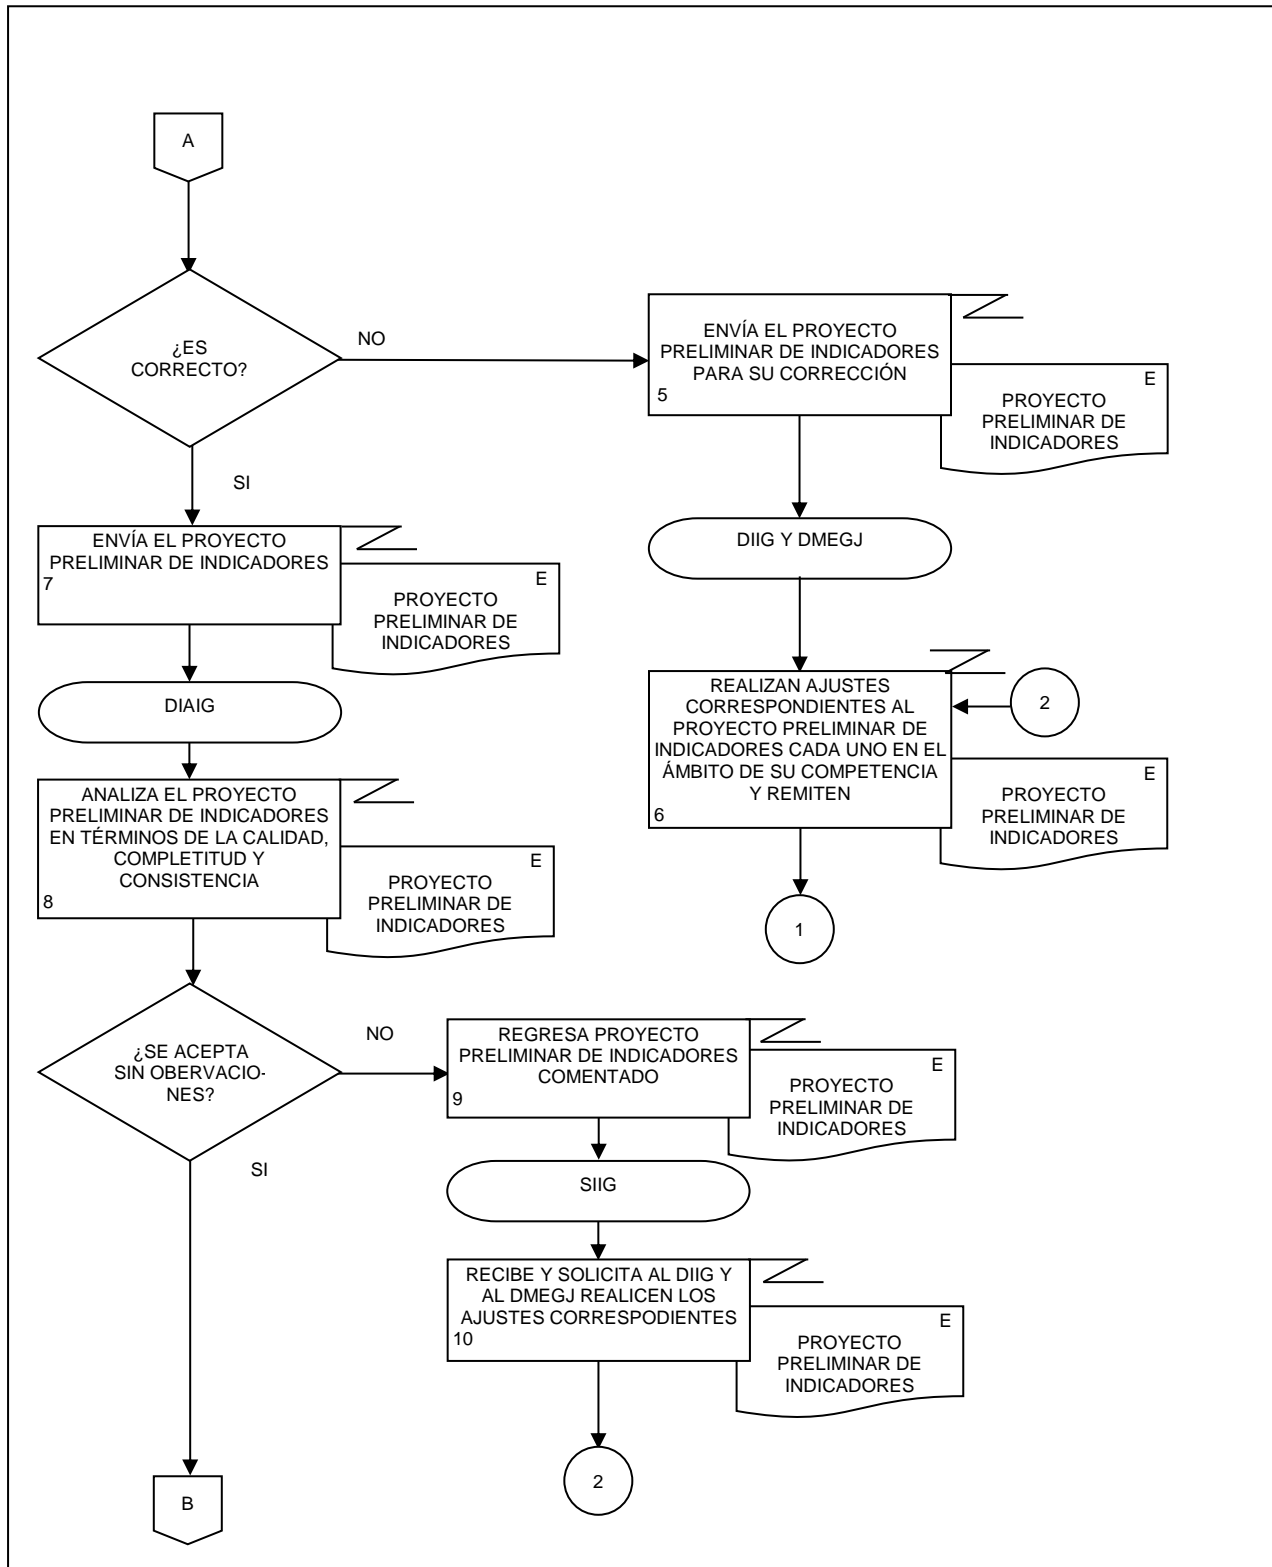 A
¿ES
CORRECTO?
NO
SI
ENVÍA EL PROYECTO
PRELIMINAR DE INDICADORES
PARA SU CORRECCIÓN
5
E
PROYECTO
PRELIMINAR DE
INDICADORES
DIIG Y DMEGJ
REALIZAN AJUSTES
CORRESPONDIENTES AL
PROYECTO PRELIMINAR DE
INDICADORES CADA UNO EN EL
ÁMBITO DE SU COMPETENCIA
Y REMITEN
6
2
E
PROYECTO
PRELIMINAR DE
INDICADORES
1
ENVÍA EL PROYECTO
PRELIMINAR DE INDICADORES
7
E
PROYECTO
PRELIMINAR DE
INDICADORES
DIAIG
ANALIZA EL PROYECTO
PRELIMINAR DE INDICADORES
EN TÉRMINOS DE LA CALIDAD,
COMPLETITUD Y
CONSISTENCIA
8
E
PROYECTO
PRELIMINAR DE
INDICADORES
¿SE ACEPTA
SIN OBERVACIO-
NES?
NO
SI
REGRESA PROYECTO
PRELIMINAR DE INDICADORES
COMENTADO
9
E
PROYECTO
PRELIMINAR DE
INDICADORES
SIIG
RECIBE Y SOLICITA AL DIIG Y
AL DMEGJ REALICEN LOS
AJUSTES CORRESPODIENTES
10
E
PROYECTO
PRELIMINAR DE
INDICADORES
2
B